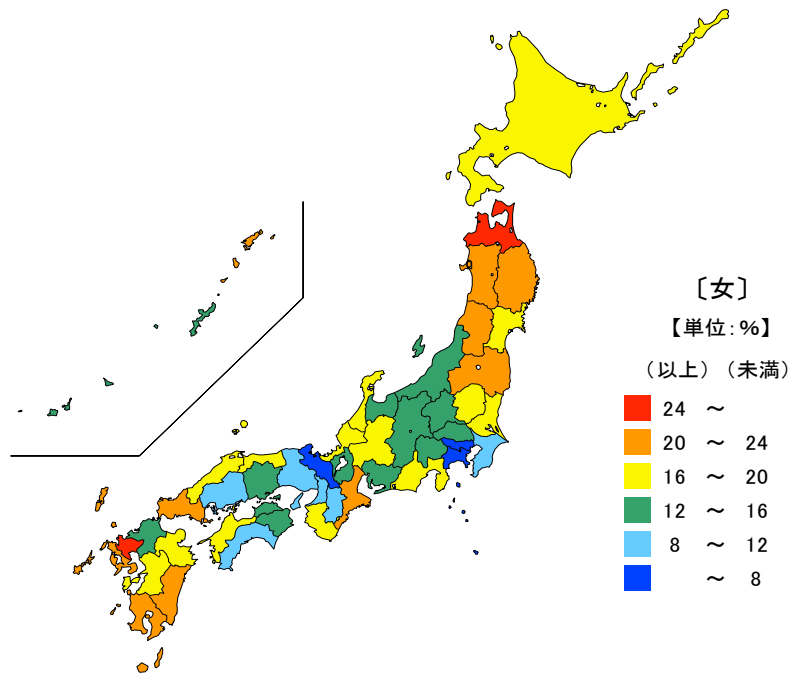 〔女〕
【単位：％】
（以上）（未満）
24 ～
20 ～ 24
16 ～ 20
12 ～ 16
8 ～ 12
～ 8